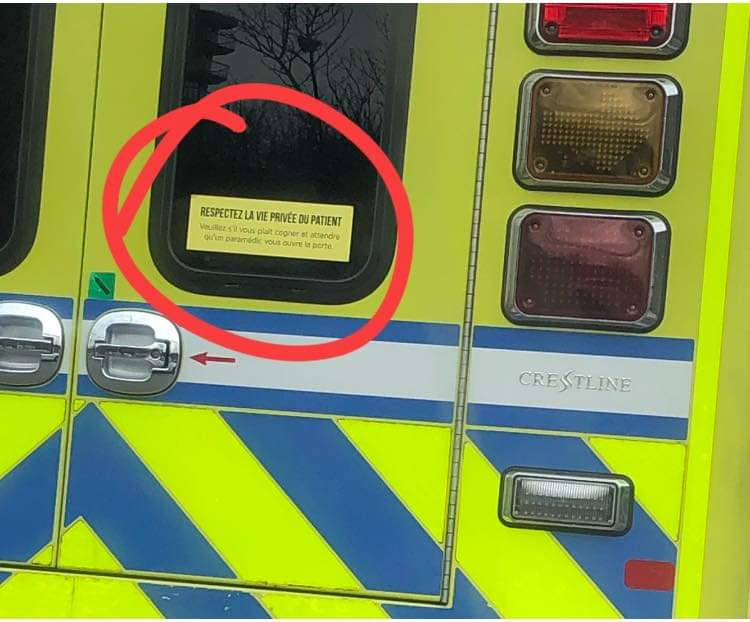 RESPECTEZ LA VIE PRIVÉE DU PATIENT
Veuillez s'il vous plaît cogner et attendre
qu'un paramédic vous ouvre la porte.
CRESTLINE